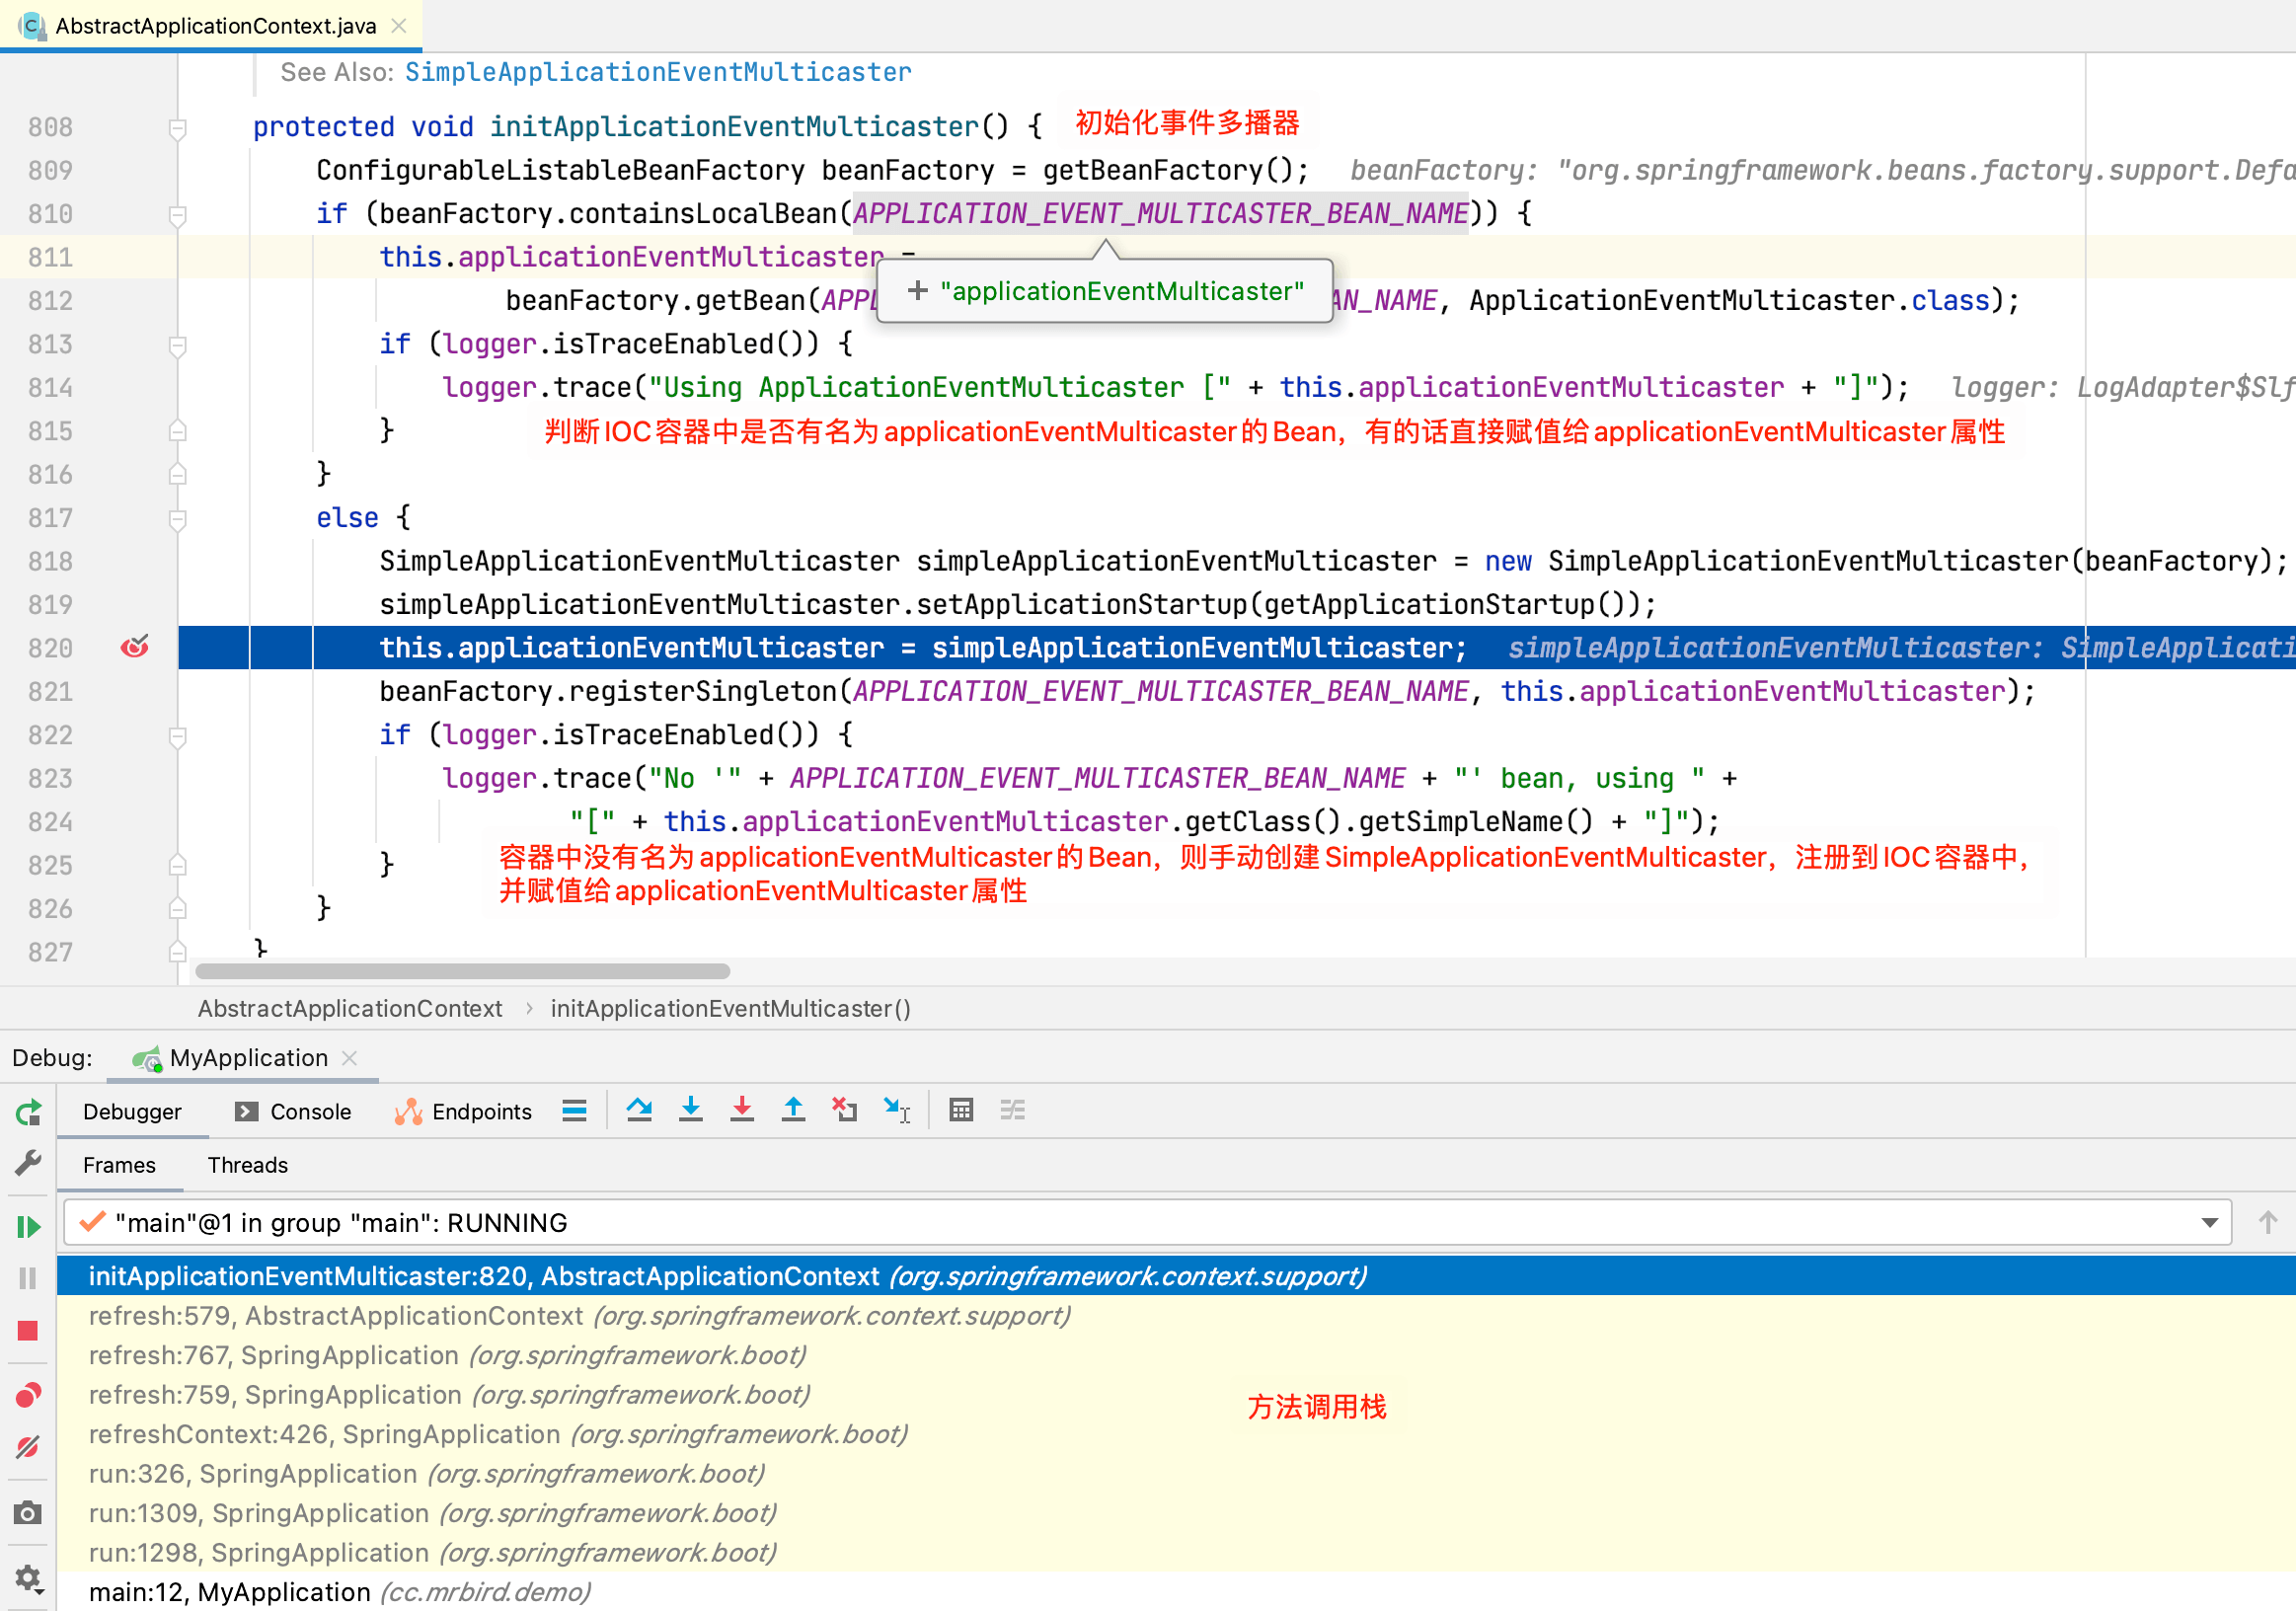 AbstractApplicationContext.java
See Also: SimpleApplicationEventMulticaster
808 protected void initApplicationEventMulticaster() { 初始化事件多播器
809 ConfigurableListableBeanFactory beanFactory = getBeanFactory(); beanFactory: "org.springframework.beans.factory.support.Defa
810 if (beanFactory.containsLocalBean(APPLICATION_EVENT_MULTICASTER_BEAN_NAME)) {
811 this.applicationEventMulticaster =
+ "applicationEventMulticaster"
812 beanFactory.getBean(APPL AN_NAME, ApplicationEventMulticaster.class);
813 if (logger.isTraceEnabled()) {
814 logger.trace("Using ApplicationEventMulticaster [" + this.applicationEventMulticaster + "]"); logger: LogAdapter$Slf
815 } 判断IOC容器中是否有名为applicationEventMulticaster的Bean，有的话直接赋值给applicationEventMulticaster属性
816 }
817 else {
818 SimpleApplicationEventMulticaster simpleApplicationEventMulticaster = new SimpleApplicationEventMulticaster(beanFactory);
819 simpleApplicationEventMulticaster.setApplicationStartup(getApplicationStartup());
820 this.applicationEventMulticaster = simpleApplicationEventMulticaster; simpleApplicationEventMulticaster: SimpleApplicati
821 beanFactory.registerSingleton(APPLICATION_EVENT_MULTICASTER_BEAN_NAME, this.applicationEventMulticaster);
822 if (logger.isTraceEnabled()) {
823 logger.trace("No '" + APPLICATION_EVENT_MULTICASTER_BEAN_NAME + "' bean, using " +
824 "[" + this.applicationEventMulticaster.getClass().getSimpleName() + "]");
825 } 容器中没有名为applicationEventMulticaster的Bean，则手动创建SimpleApplicationEventMulticaster，注册到IOC容器中，
并赋值给applicationEventMulticaster属性
826 }
827 }
AbstractApplicationContext › initApplicationEventMulticaster()
Debug: MyApplication
Debugger Console Endpoints
Frames Threads
"main"@1 in group "main": RUNNING
initApplicationEventMulticaster:820, AbstractApplicationContext (org.springframework.context.support)
refresh:579, AbstractApplicationContext (org.springframework.context.support)
refresh:767, SpringApplication (org.springframework.boot)
refresh:759, SpringApplication (org.springframework.boot)
方法调用栈
refreshContext:426, SpringApplication (org.springframework.boot)
run:326, SpringApplication (org.springframework.boot)
run:1309, SpringApplication (org.springframework.boot)
run:1298, SpringApplication (org.springframework.boot)
main:12, MyApplication (cc.mrbird.demo)